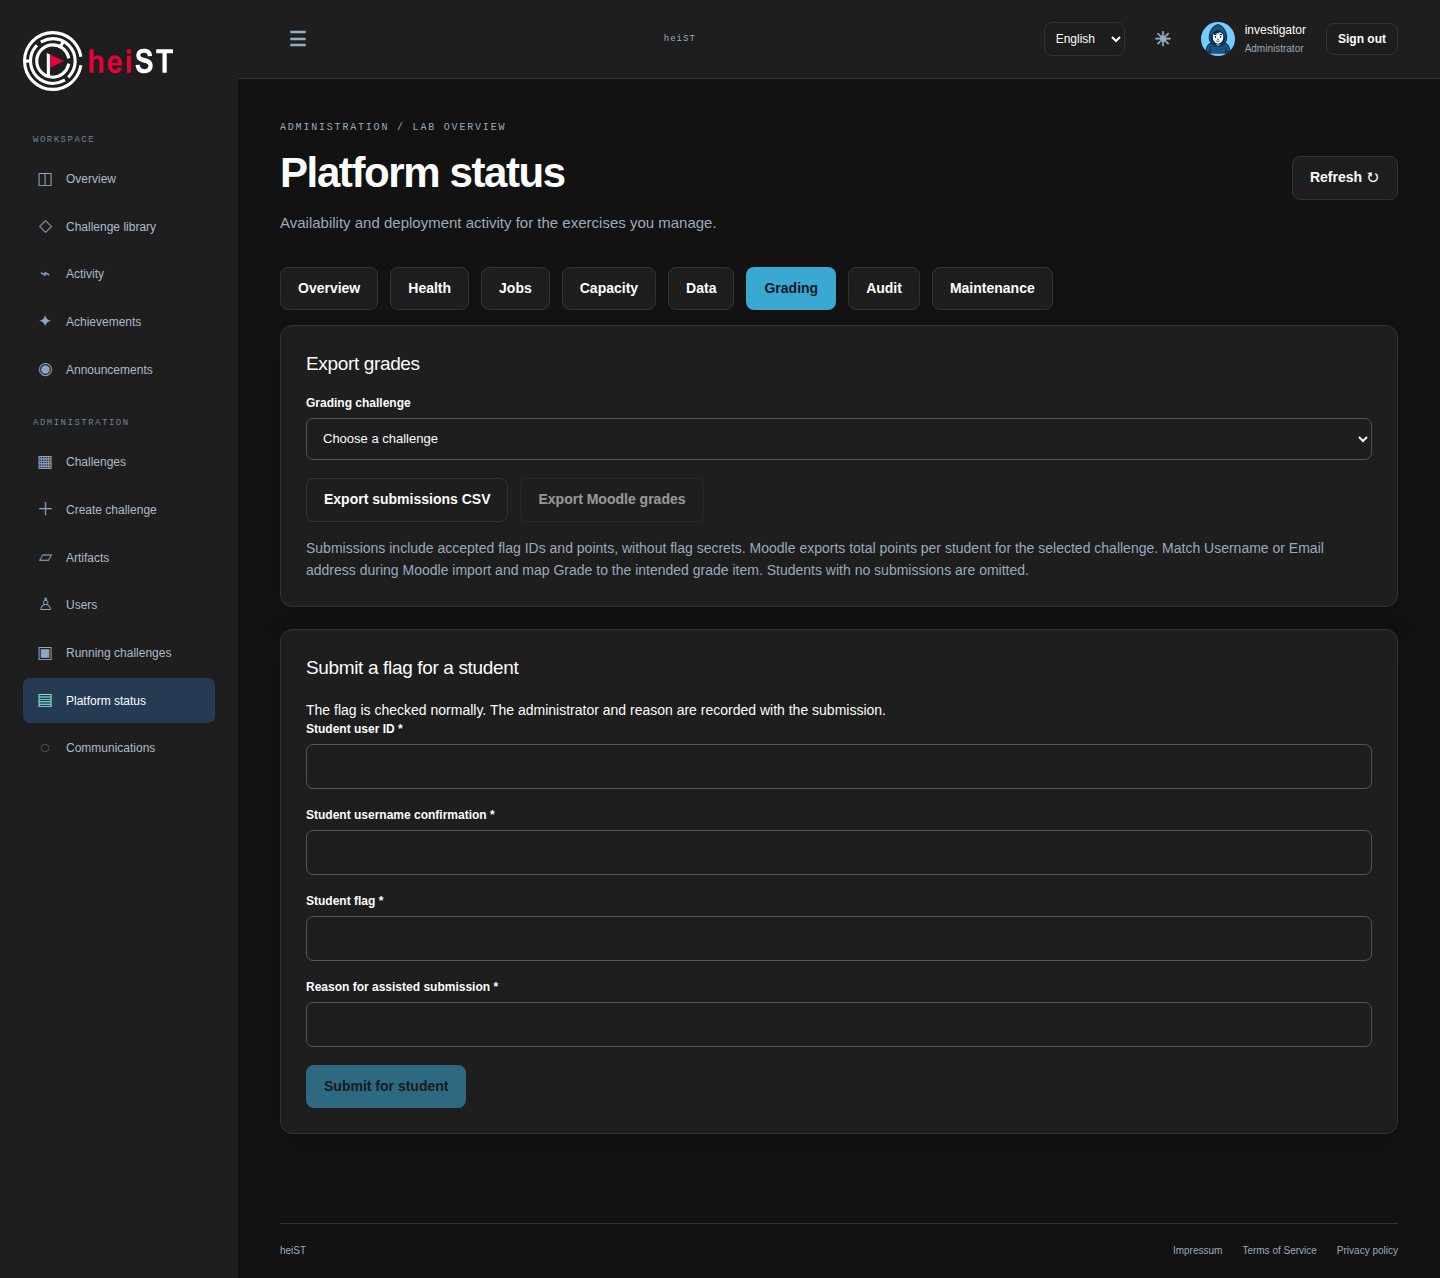 heiST
WORKSPACE
Overview
Challenge library
Activity
Achievements
Announcements
ADMINISTRATION
Challenges
Create challenge
Artifacts
Users
Running challenges
Platform status
Communications
heiST
English
investigator
Administrator
Sign out
ADMINISTRATION / LAB OVERVIEW
Platform status
Refresh ↻
Availability and deployment activity for the exercises you manage.
Overview
Health
Jobs
Capacity
Data
Grading
Audit
Maintenance
Export grades
Grading challenge
Choose a challenge
Export submissions CSV
Export Moodle grades
Submissions include accepted flag IDs and points, without flag secrets. Moodle exports total points per student for the selected challenge. Match Username or Email
address during Moodle import and map Grade to the intended grade item. Students with no submissions are omitted.
Submit a flag for a student
The flag is checked normally. The administrator and reason are recorded with the submission.
Student user ID *
Student username confirmation *
Student flag *
Reason for assisted submission *
Submit for student
heiST
Impressum
Terms of Service
Privacy policy